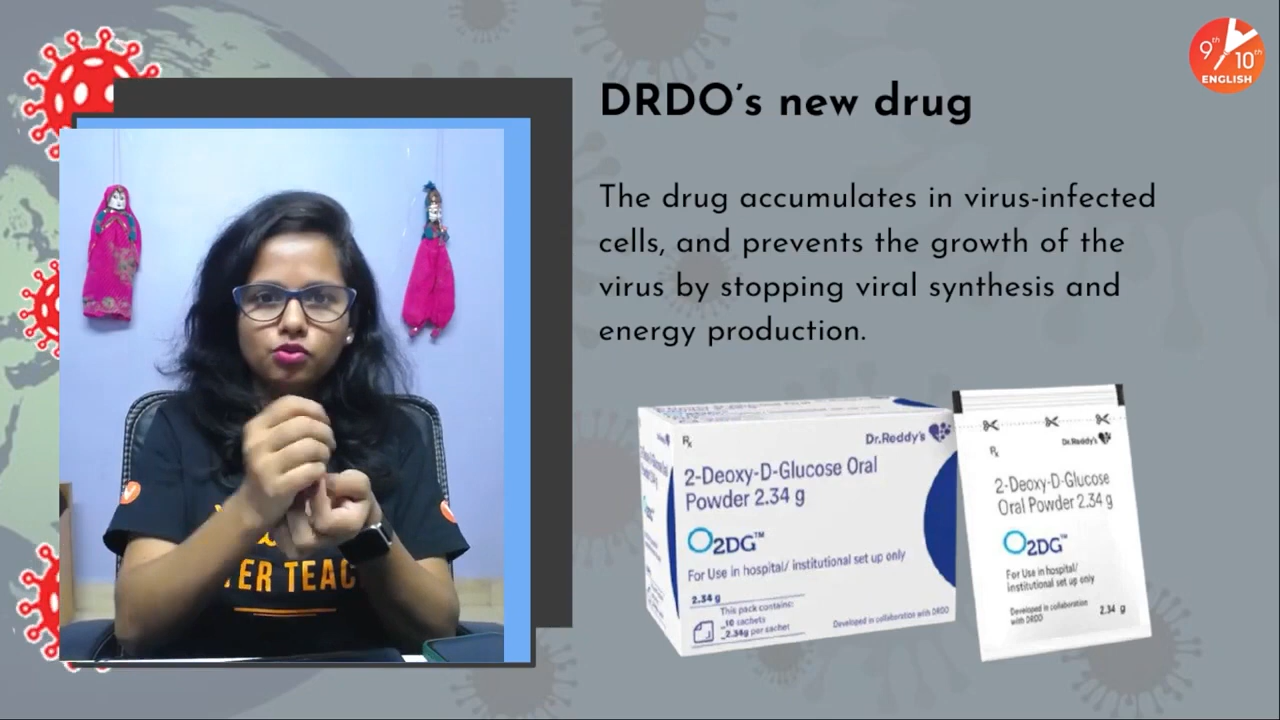 9th 10th
ENGLISH
DRDO's new drug
The drug accumulates in virus-infected
cells, and prevents the growth of the
virus by stopping viral synthesis and
energy production.
Rx
Dr.Reddy's
2-Deoxy-D-Glucose Oral
Powder 2.34 g
O2DG™
For Use in hospital/ institutional set up only
2.34 g
This pack contains:
10 sachets
2.34g per sachet
Developed in collaboration with DRDO
Dr.Reddy's
Rx
2-Deoxy-D-Glucose
Oral Powder 2.34 g
O2DG™
For Use in hospital/
institutional set up only
Developed in collaboration
with DRDO
2.34 g
TER TEAC